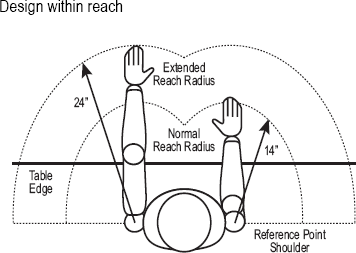 Design within reach
Extended
Reach Radius
24"
Normal
Reach Radius
14"
Table
Edge
Reference Point
Shoulder